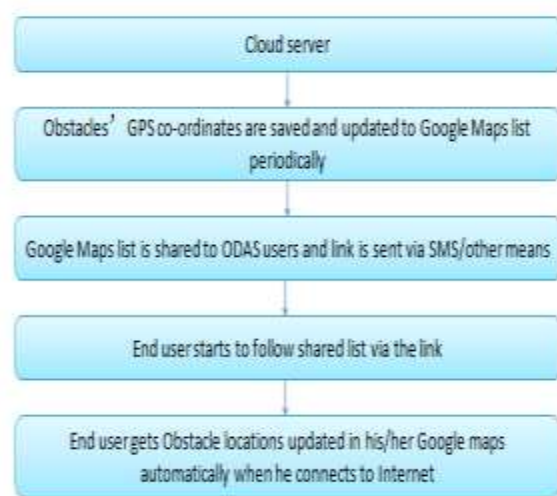 Cloud server
Obstacles' GPS co-ordinates are saved and updated to Google Maps list
periodically
Google Maps list is shared to ODAS users and link is sent via SMS/other means
End user starts to follow shared list via the link
End user gets Obstacle locations updated in his/her Google maps
automatically when he connects to Internet